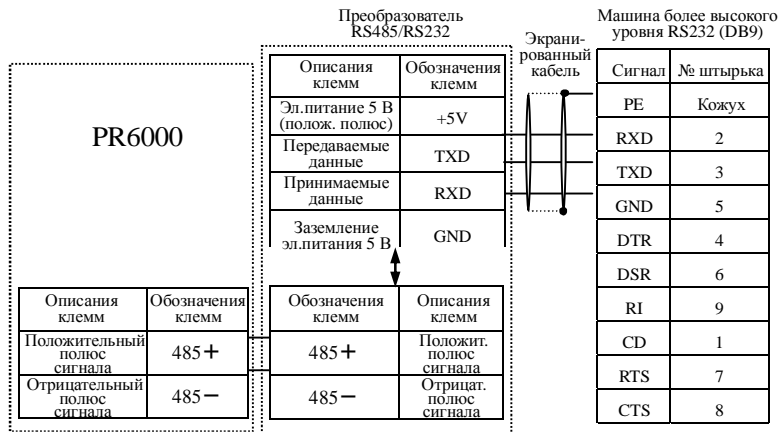 Преобразователь
RS485/RS232
Экрани-
рованный
кабель
Машина более высокого
уровня RS232 (DB9)
PR6000
Описания
клемм
Обозначения
клемм
Эл.питание 5 В
(полож. полюс)
+5V
Передаваемые
данные
TXD
Принимаемые
данные
RXD
Заземление
эл.питания 5 В
GND
Сигнал № штырька
PE Кожух
RXD 2
TXD 3
GND 5
DTR 4
DSR 6
RI 9
CD 1
RTS 7
CTS 8
Описания
клемм
Обозначения
клемм
Положительный
полюс
сигнала
485+
Отрицательный
полюс
сигнала
485−
Обозначения
клемм
Описания
клемм
485+
Положит.
полюс
сигнала
485−
Отрицат.
полюс
сигнала